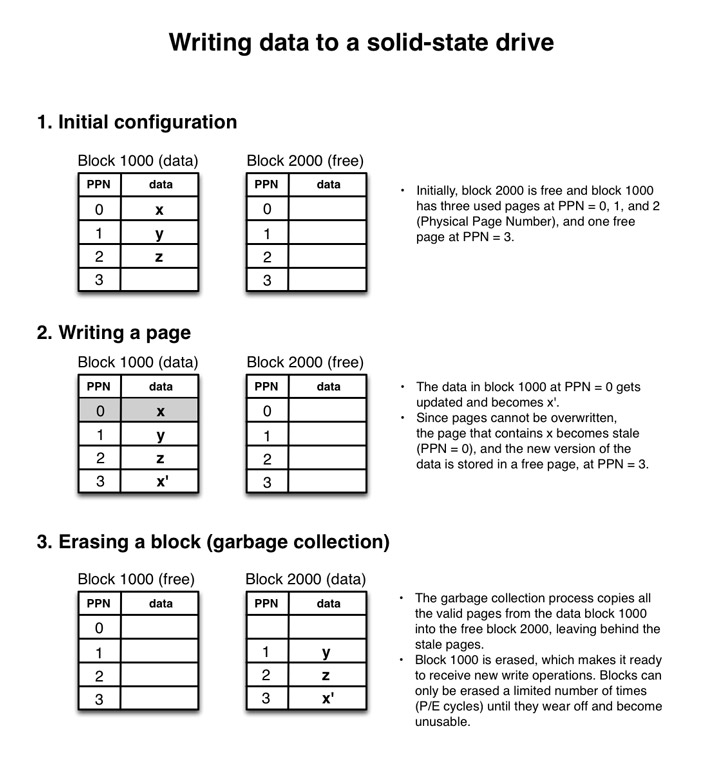 Writing data to a solid-state drive
1. Initial configuration
Block 1000 (data)
PPN data
0 x
1 y
2 z
3
Block 2000 (free)
PPN data
0
1
2
3
• Initially, block 2000 is free and block 1000
has three used pages at PPN = 0, 1, and 2
(Physical Page Number), and one free
page at PPN = 3.
2. Writing a page
Block 1000 (data)
PPN data
0 x
1 y
2 z
3 x'
Block 2000 (free)
PPN data
0
1
2
3
• The data in block 1000 at PPN = 0 gets
updated and becomes x'.
• Since pages cannot be overwritten,
the page that contains x becomes stale
(PPN = 0), and the new version of the
data is stored in a free page, at PPN = 3.
3. Erasing a block (garbage collection)
Block 1000 (free)
PPN data
0
1
2
3
Block 2000 (data)
PPN data
1 y
2 z
3 x'
• The garbage collection process copies all
the valid pages from the data block 1000
into the free block 2000, leaving behind the
stale pages.
• Block 1000 is erased, which makes it ready
to receive new write operations. Blocks can
only be erased a limited number of times
(P/E cycles) until they wear off and become
unusable.